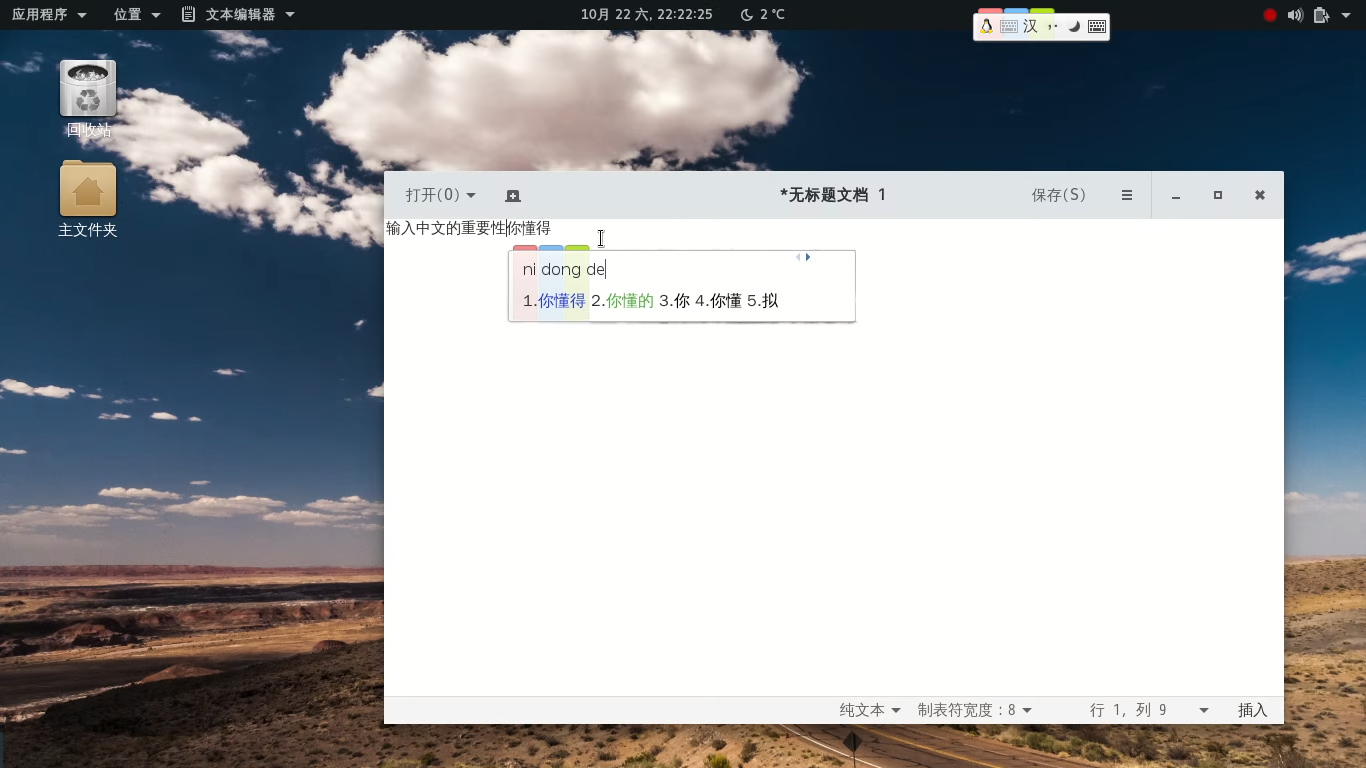 应用程序 位置 文本编辑器 10月 22 六, 22:22:25 2 ℃
汉
回收站
主文件夹
打开(O) *无标题文档 1 保存(S)
输入中文的重要性你懂得
ni dong de
1.你懂得 2.你懂的 3.你 4.你懂 5.拟
纯文本 制表符宽度：8 行 1, 列 9 插入